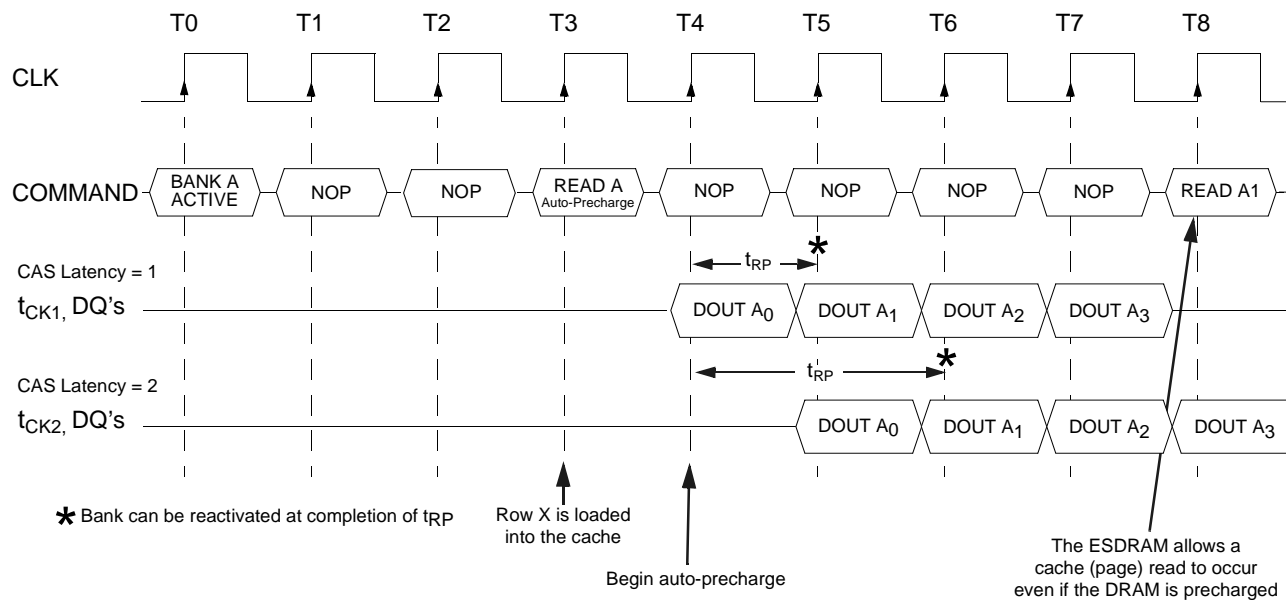 T0 T1 T2 T3 T4 T5 T6 T7 T8
CLK
COMMAND
BANK A
ACTIVE
NOP
NOP
READ A
Auto-Precharge
NOP
NOP
NOP
NOP
READ A1
tRP
*
CAS Latency = 1
tCK1, DQ's
DOUT A0
DOUT A1
DOUT A2
DOUT A3
tRP
*
CAS Latency = 2
tCK2, DQ's
DOUT A0
DOUT A1
DOUT A2
DOUT A3
* Bank can be reactivated at completion of tRP
Row X is loaded
into the cache
Begin auto-precharge
The ESDRAM allows a
cache (page) read to occur
even if the DRAM is precharged